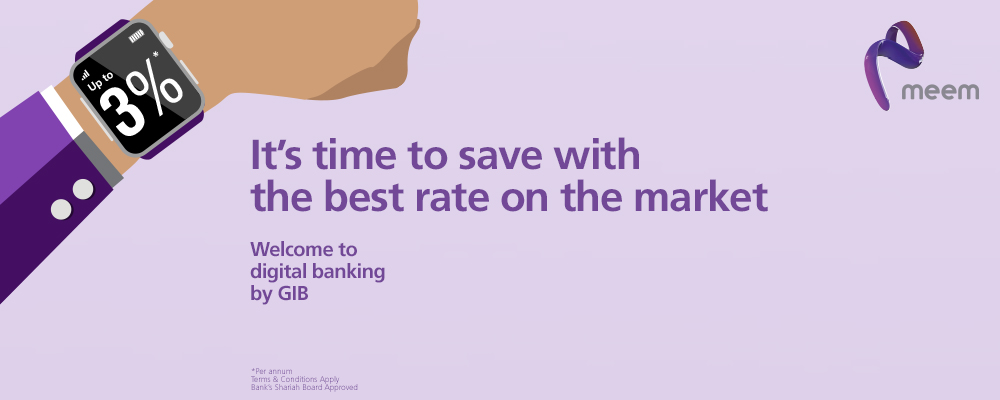 Up to
3%*
meem
It's time to save with
the best rate on the market
Welcome to
digital banking
by GIB
*Per annum
Terms & Conditions Apply
Bank's Shariah Board Approved